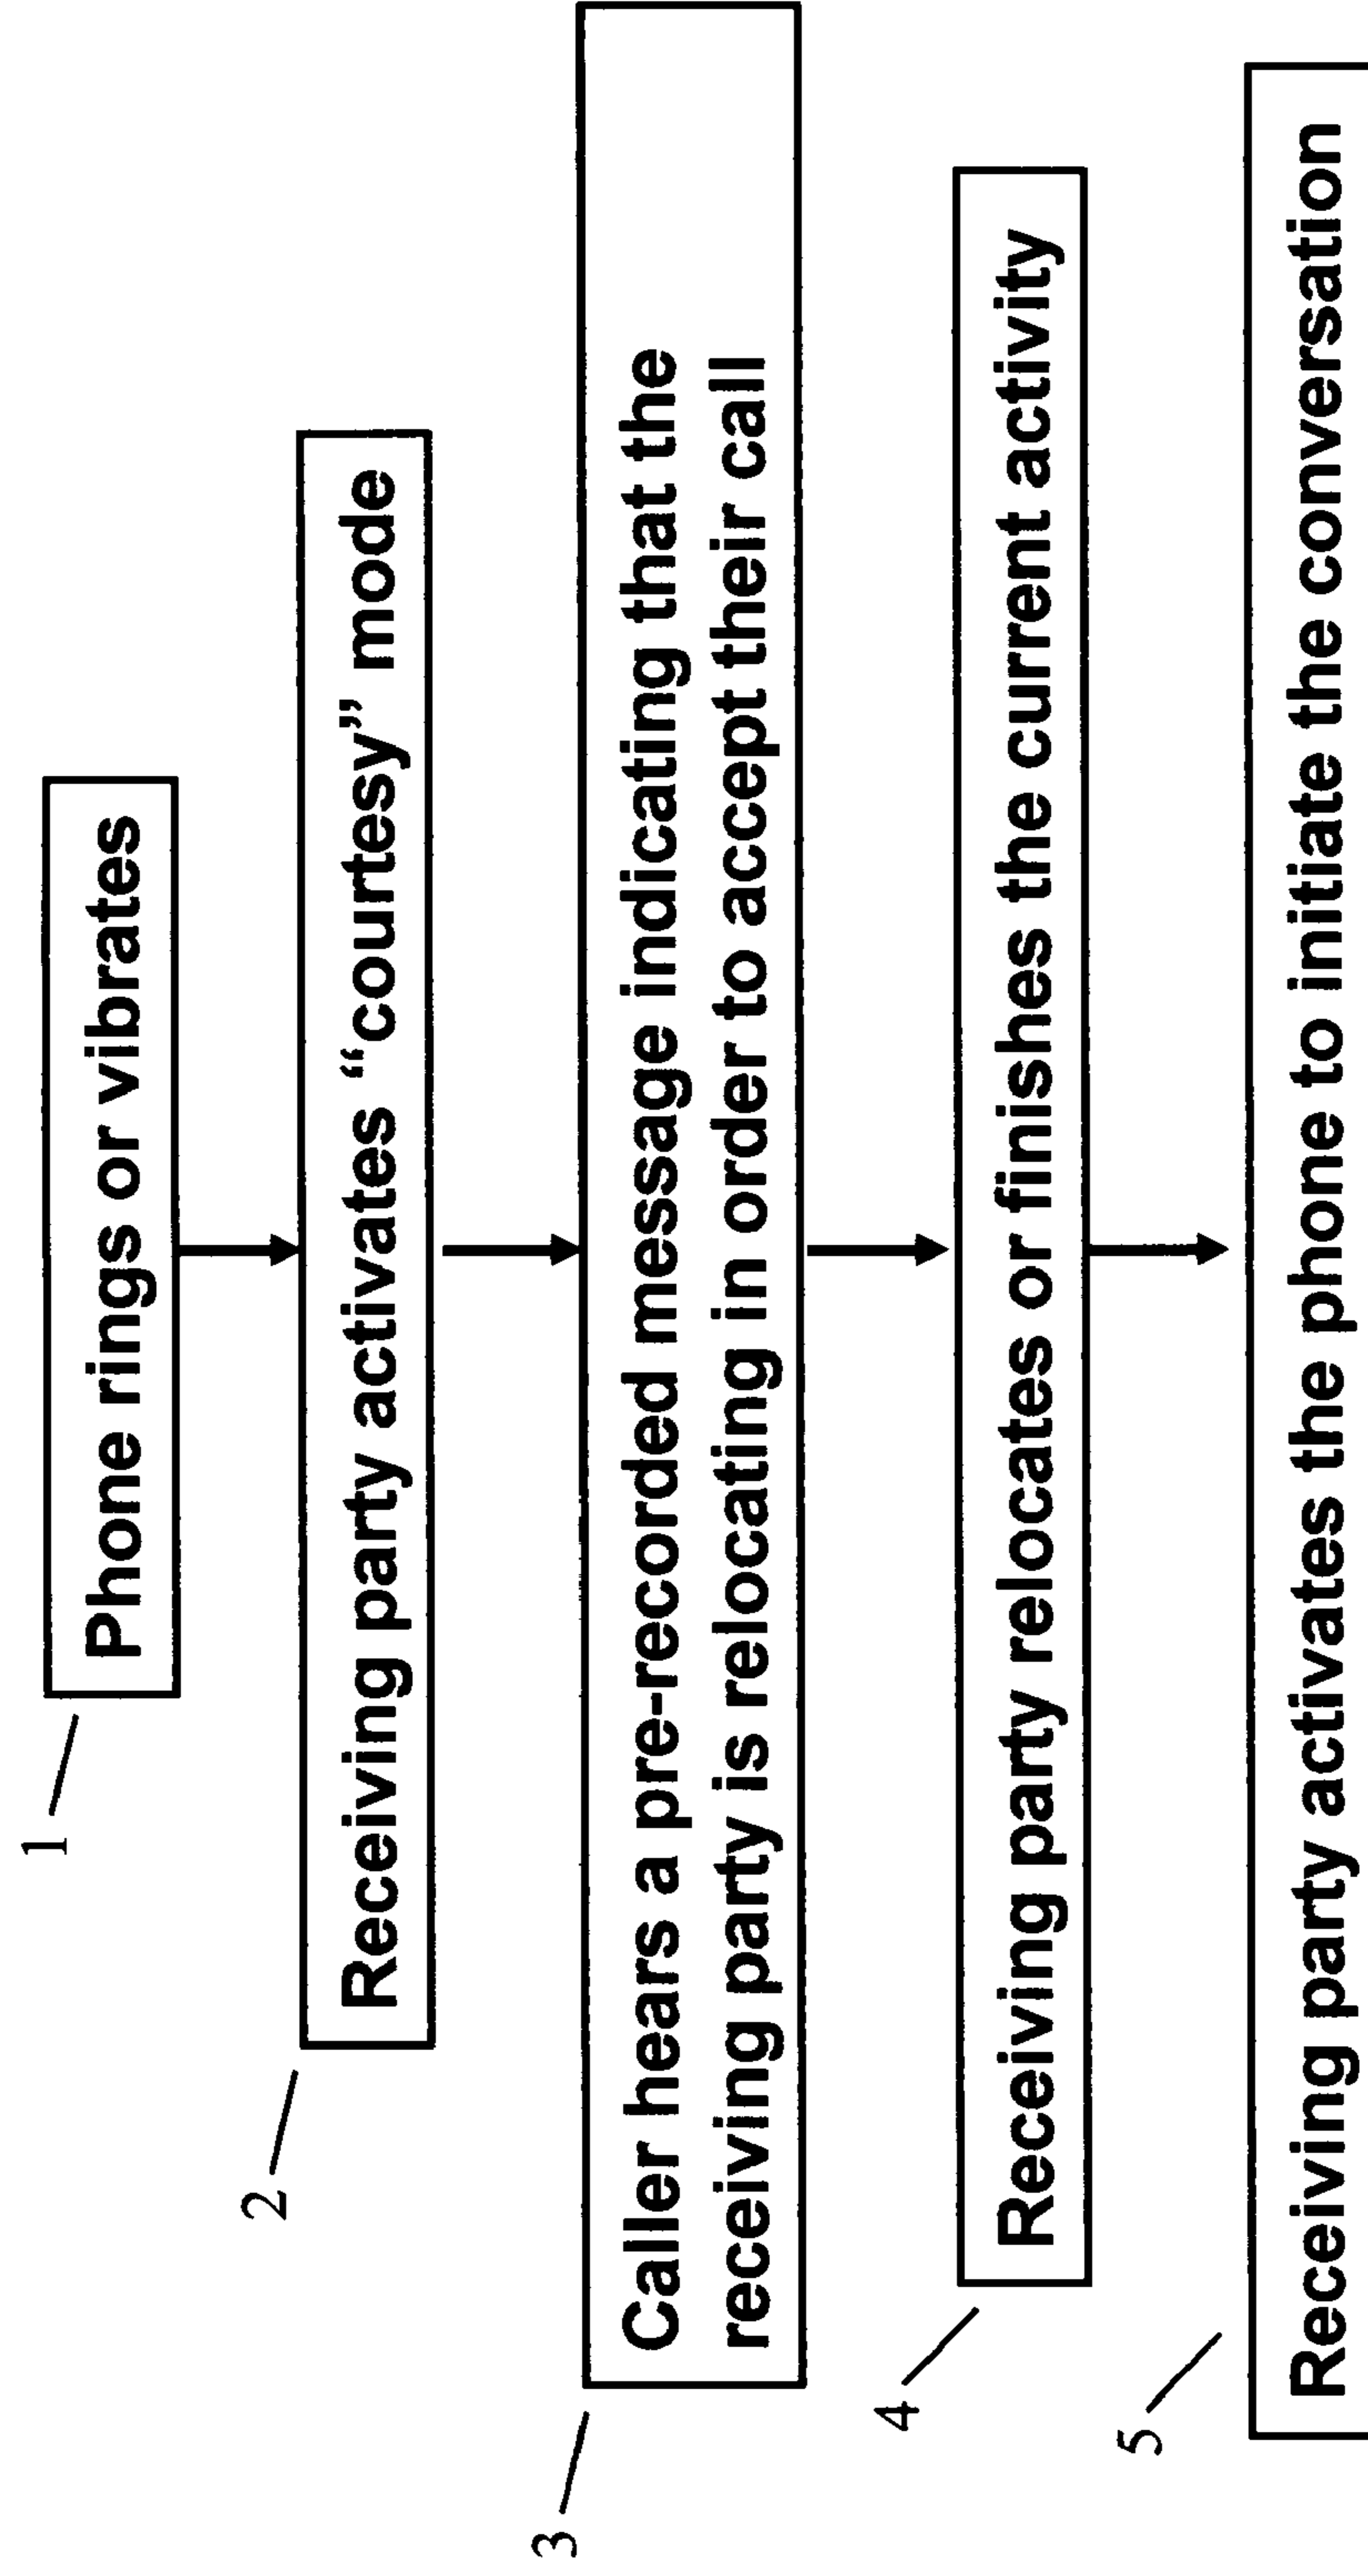 1
Phone rings or vibrates
2
Receiving party activates “courtesy” mode
3
Caller hears a pre-recorded message indicating that the
receiving party is relocating in order to accept their call
4
Receiving party relocates or finishes the current activity
5
Receiving party activates the phone to initiate the conversation